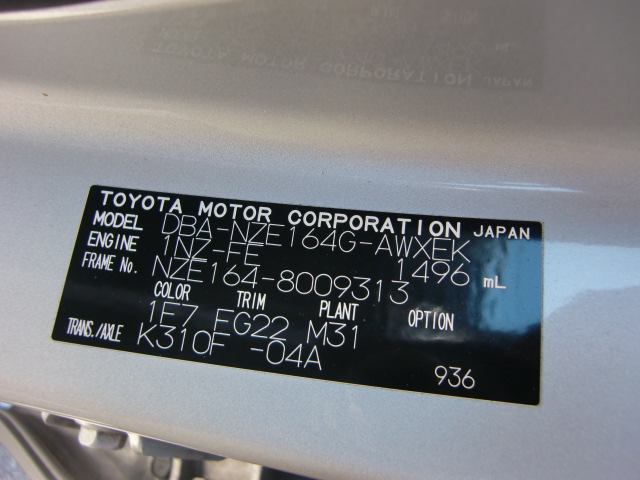 TOYOTA MOTOR CORPORATION JAPAN
MODEL DBA-NZE164G-AWXEK
ENGINE 1NZ-FE 1496 mL
FRAME No. NZE164-8009313
COLOR TRIM PLANT OPTION
1F7 FG22 M31
TRANS./AXLE K310F -04A
936